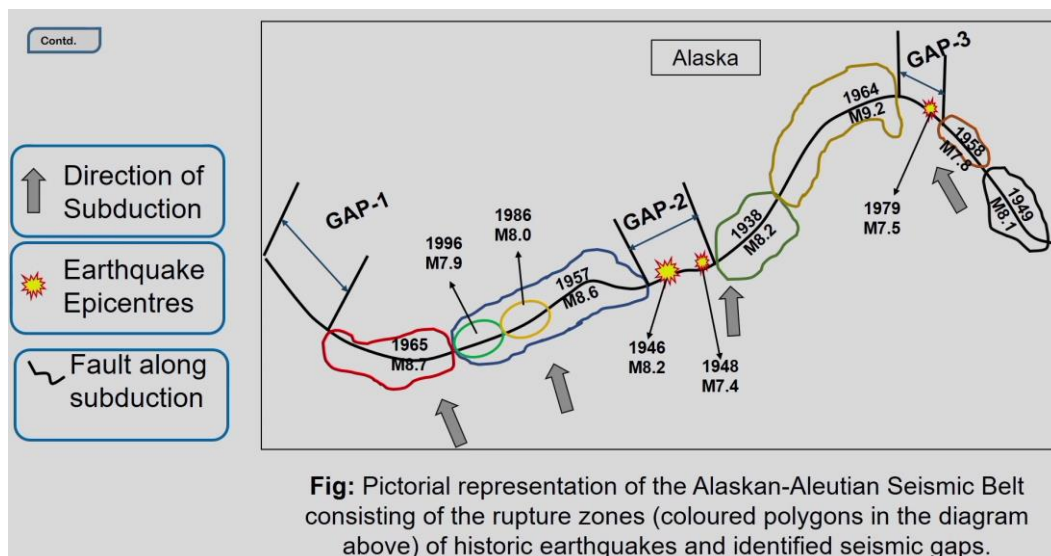 Contd.
Direction of
Subduction
Earthquake
Epicentres
Fault along
subduction
Alaska
GAP-1
1965
M8.7
1996
M7.9
1986
M8.0
1957
M8.6
GAP-2
1946
M8.2
1948
M7.4
1938
M8.2
1964
M9.2
GAP-3
1979
M7.5
1958
M7.8
1949
M8.1
Fig: Pictorial representation of the Alaskan-Aleutian Seismic Belt
consisting of the rupture zones (coloured polygons in the diagram
above) of historic earthquakes and identified seismic gaps.